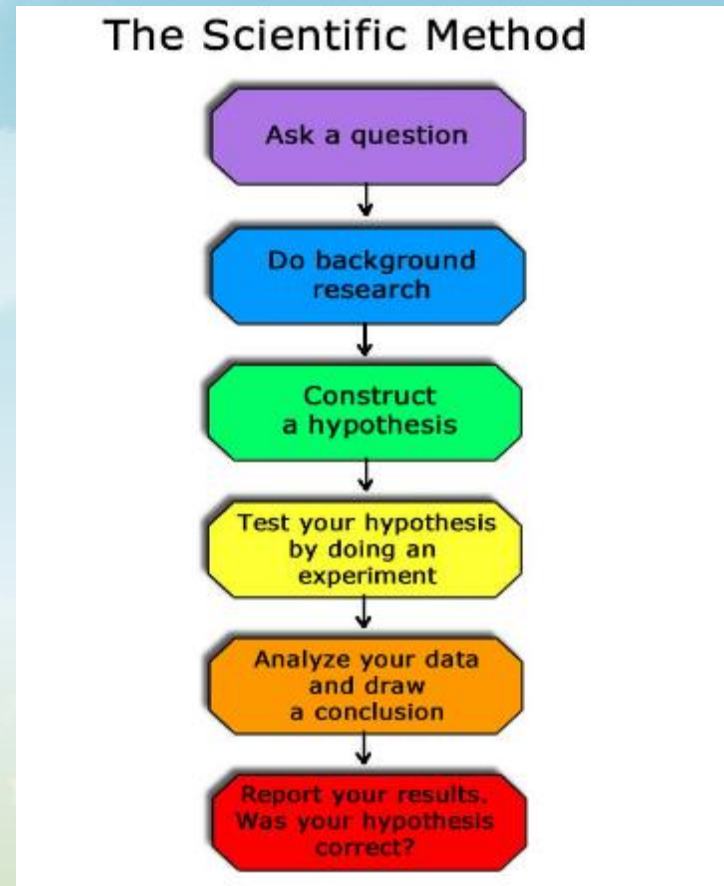 The Scientific Method
Ask a question
Do background
research
Construct
a hypothesis
Test your hypothesis
by doing an
experiment
Analyze your data
and draw
a conclusion
Report your results.
Was your hypothesis
correct?